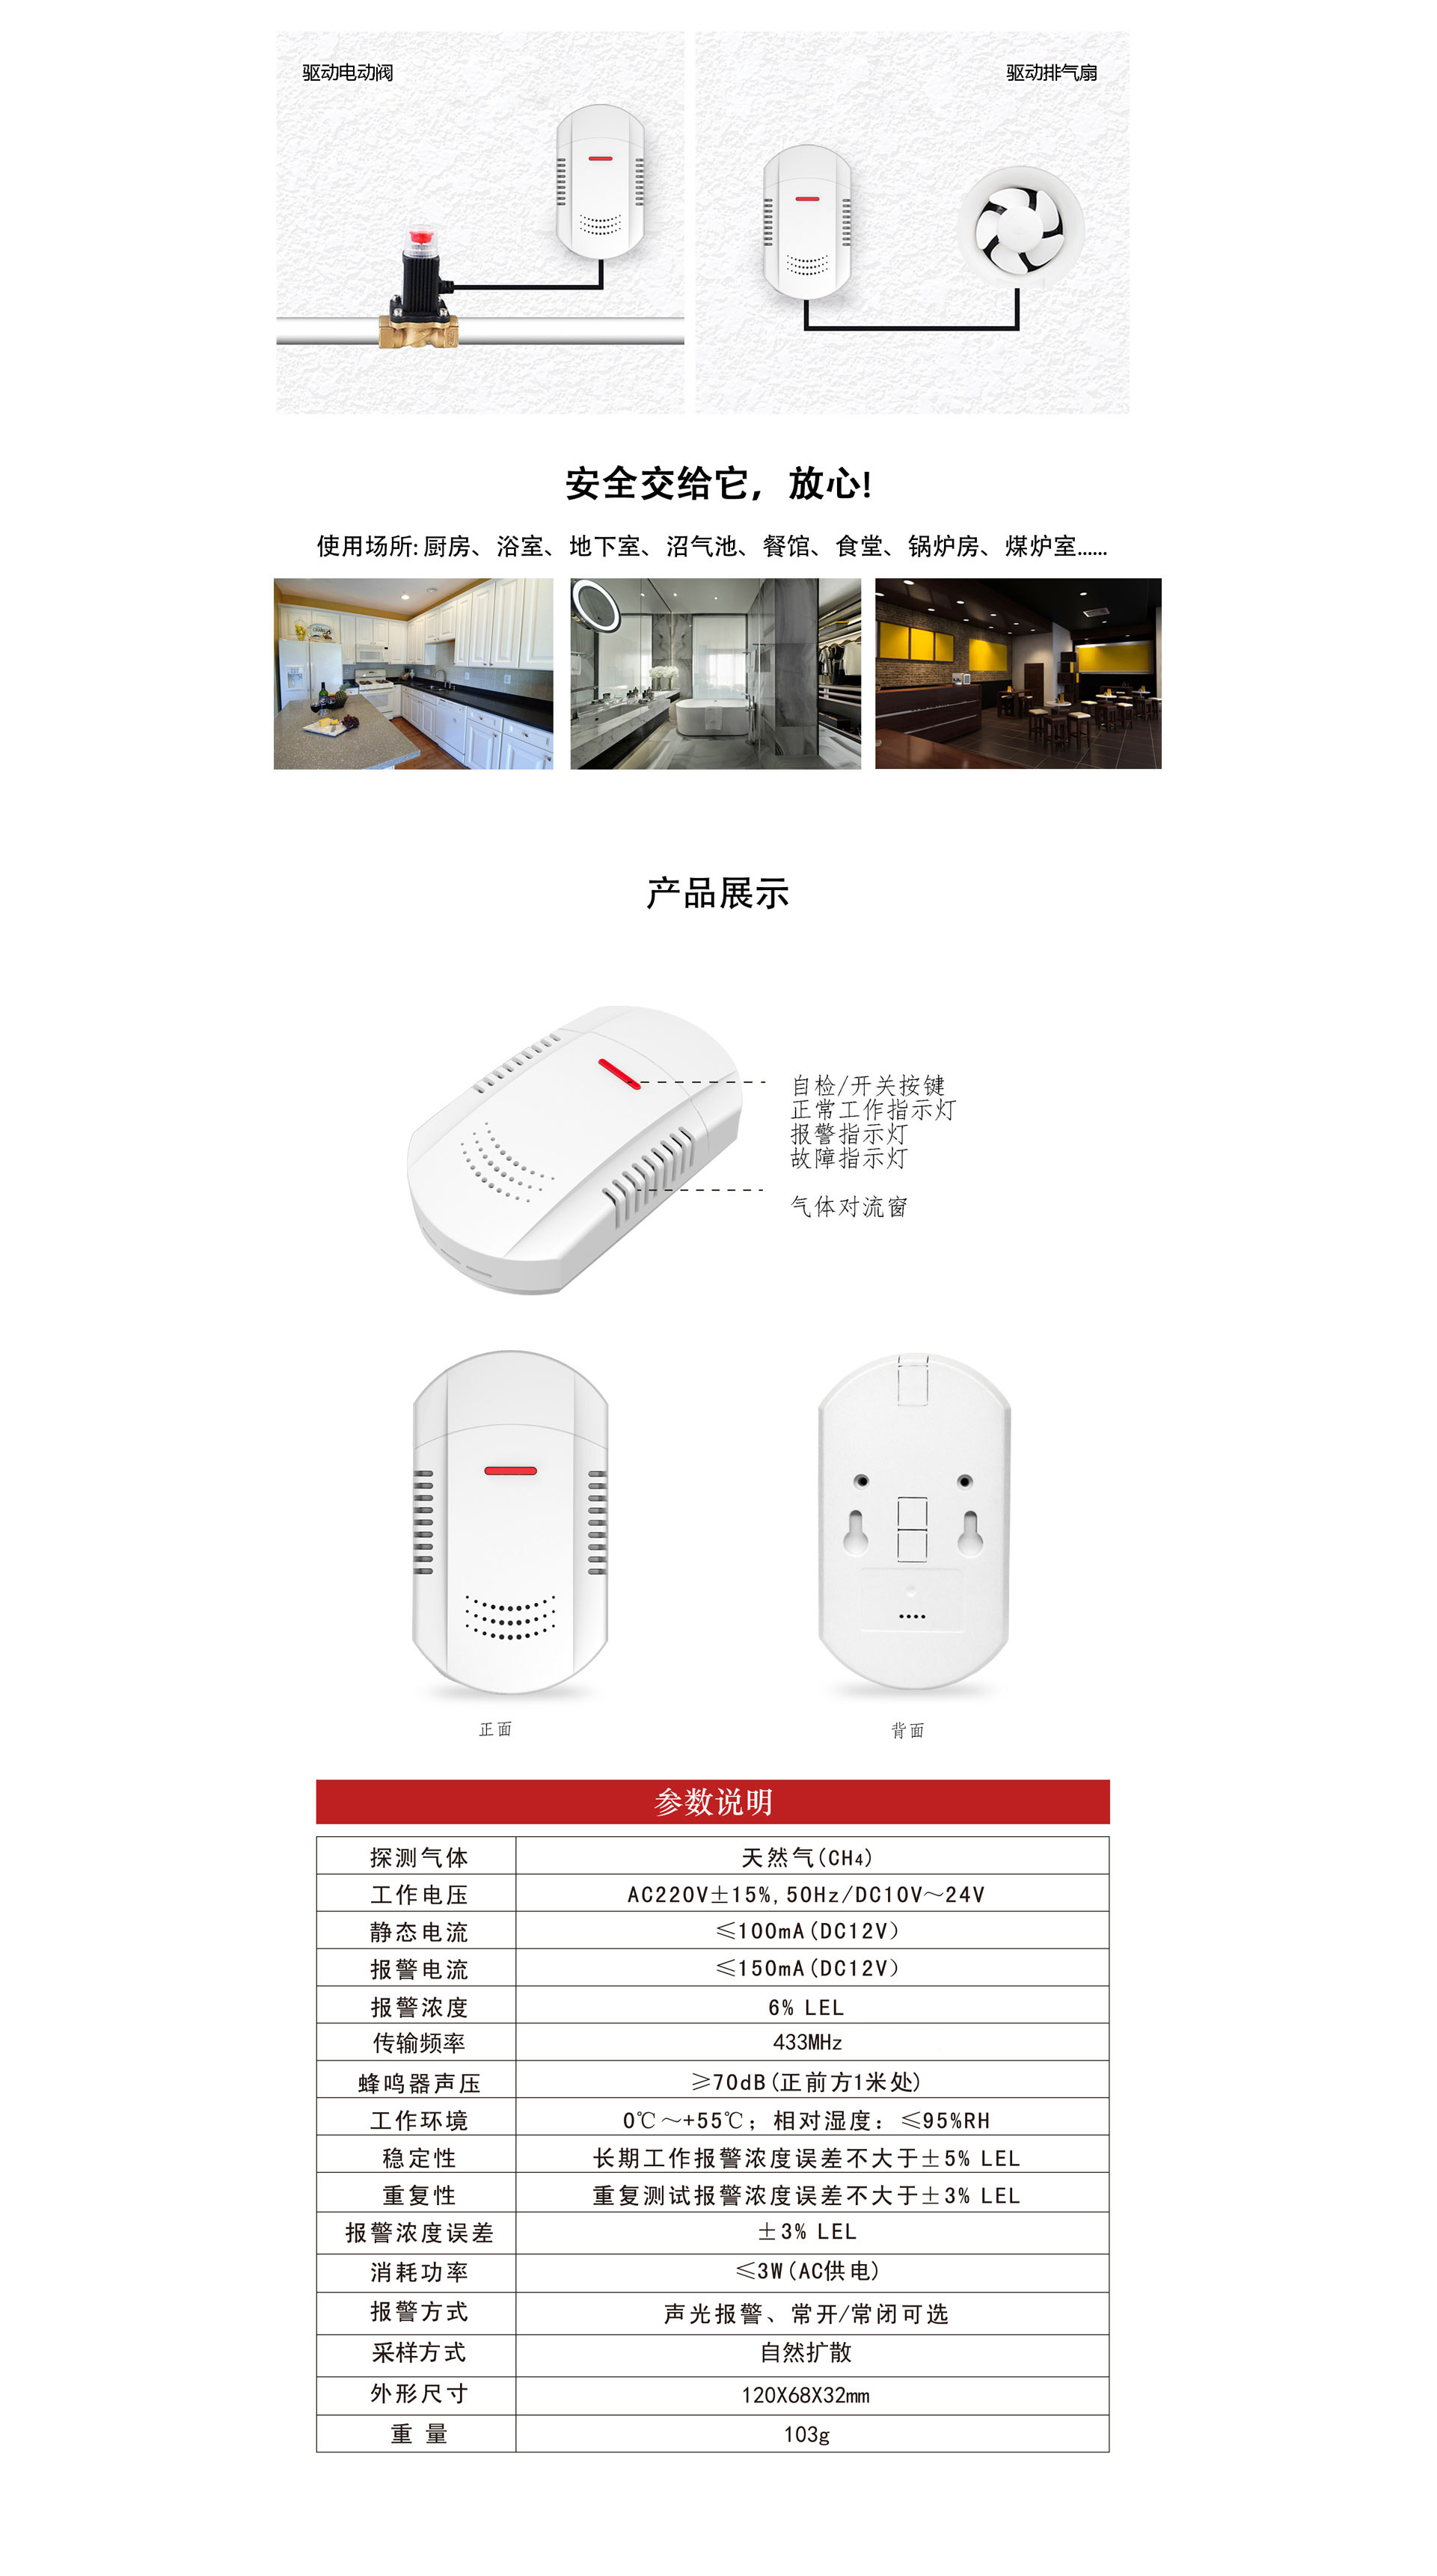 驱动电动阀
驱动排气扇
安全交给它，放心!
使用场所:厨房、浴室、地下室、沼气池、餐馆、食堂、锅炉房、煤炉室......
产品展示
自检/开关按键
正常工作指示灯
报警指示灯
故障指示灯
气体对流窗
正面
背面
参数说明
探测气体 天然气(CH4)
工作电压 AC220V±15%,50Hz/DC10V～24V
静态电流 ≤100mA(DC12V)
报警电流 ≤150mA(DC12V)
报警浓度 6% LEL
传输频率 433MHz
蜂鸣器声压 ≥70dB(正前方1米处)
工作环境 0℃～+55℃；相对湿度：≤95%RH
稳定性 长期工作报警浓度误差不大于±5% LEL
重复性 重复测试报警浓度误差不大于±3% LEL
报警浓度误差 ±3% LEL
消耗功率 ≤3W(AC供电)
报警方式 声光报警、常开/常闭可选
采样方式 自然扩散
外形尺寸 120X68X32mm
重 量 103g